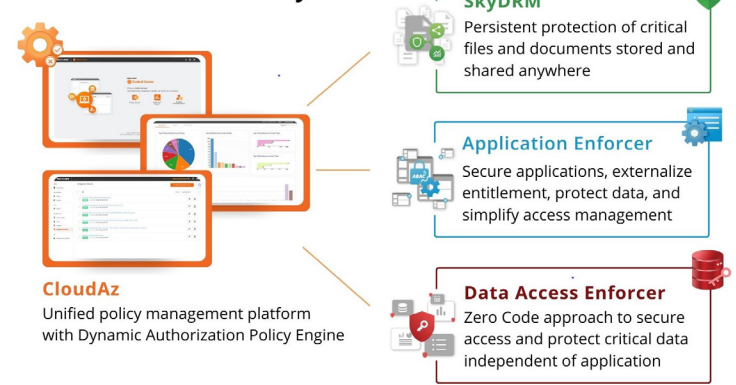 SkyDRM
Persistent protection of critical
files and documents stored and
shared anywhere
Application Enforcer
Secure applications, externalize
entitlement, protect data, and
simplify access management
CloudAz
Unified policy management platform
with Dynamic Authorization Policy Engine
Data Access Enforcer
Zero Code approach to secure
access and protect critical data
independent of application